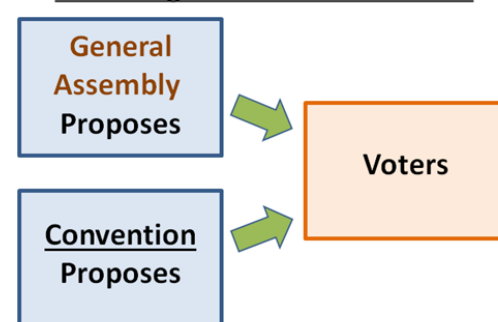 General
Assembly
Proposes
Voters
Convention
Proposes